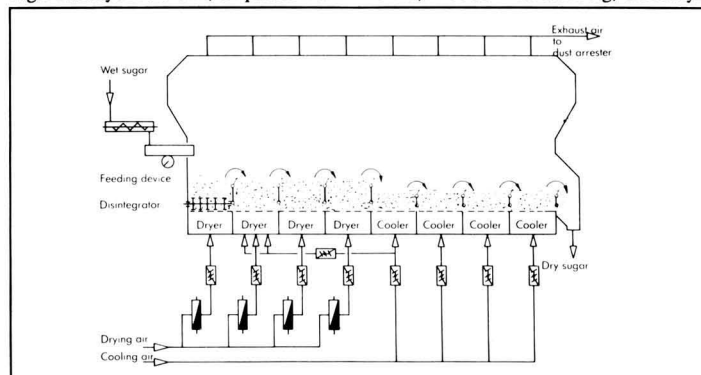 Exhaust air
to
dust arrester
Wet sugar
Feeding device
Disintegrator
Dryer Dryer Dryer Dryer Cooler Cooler Cooler Cooler
Dry sugar
Drying air
Cooling air